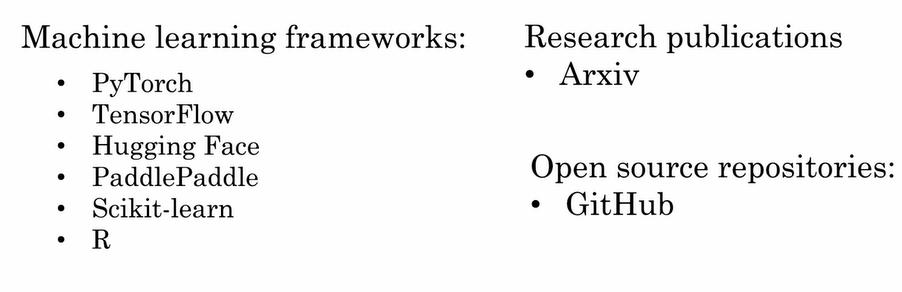 Machine learning frameworks:
• PyTorch
• TensorFlow
• Hugging Face
• PaddlePaddle
• Scikit-learn
• R
Research publications
• Arxiv
Open source repositories:
• GitHub